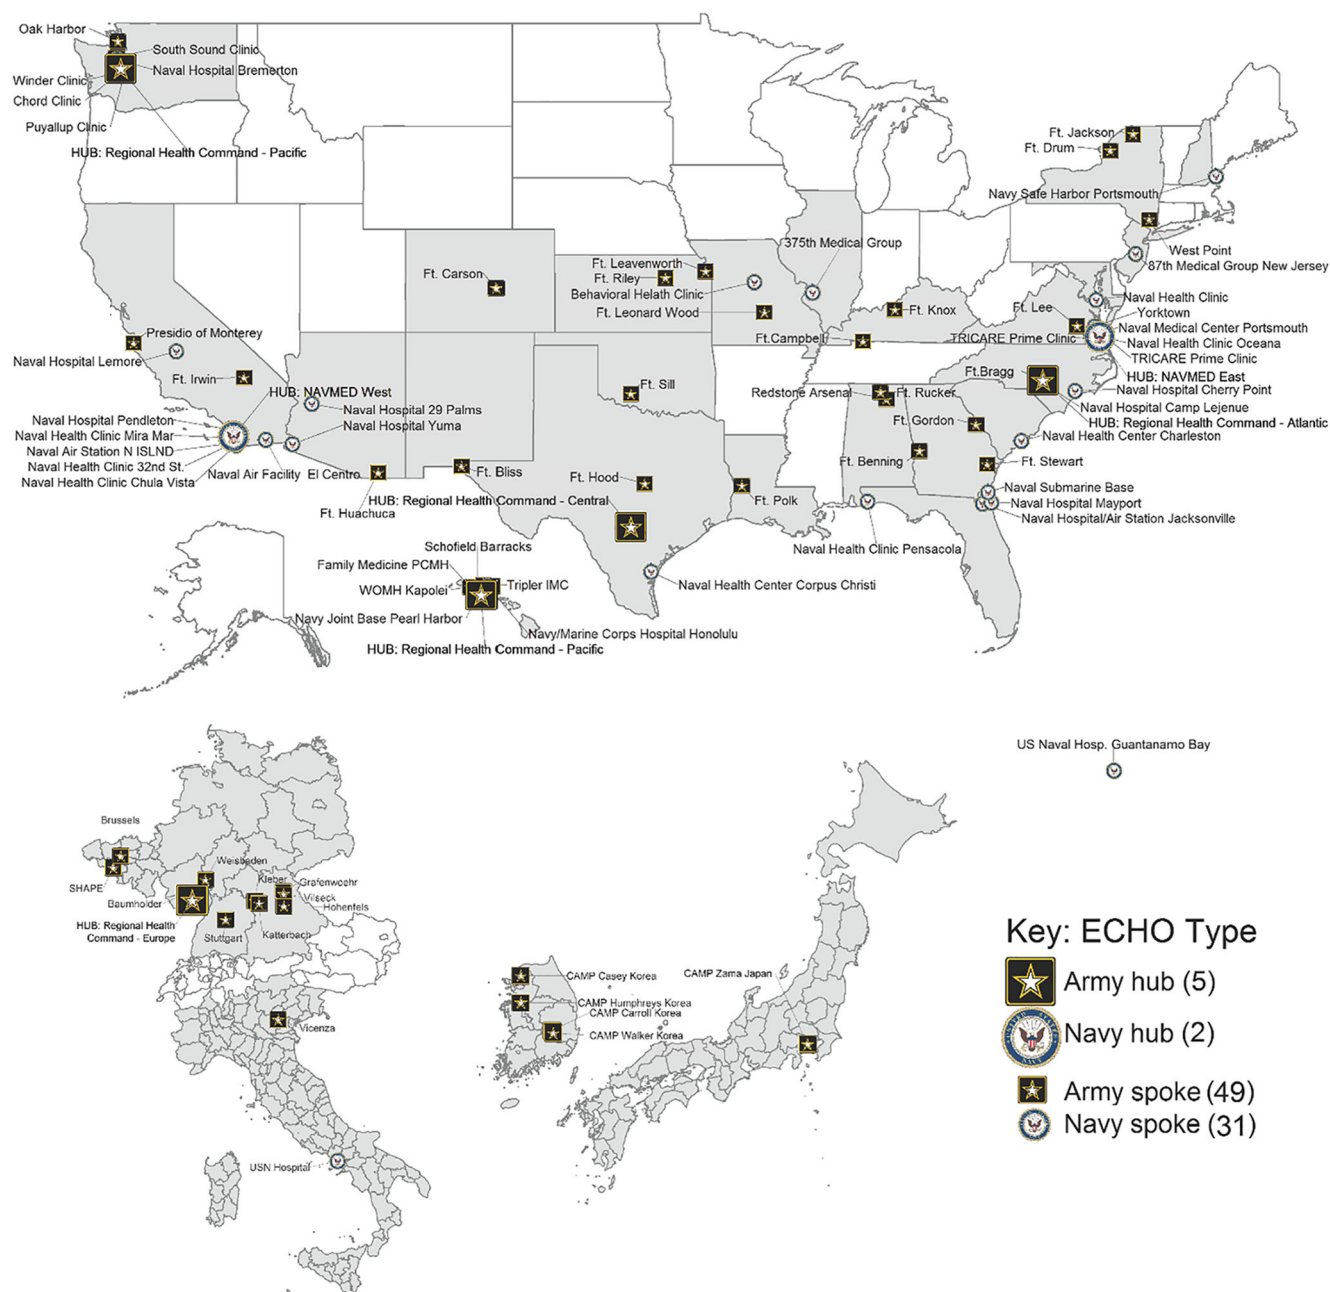 Oak Harbor
South Sound Clinic
Naval Hospital Bremerton
Winder Clinic
Chord Clinic
Puyallup Clinic
HUB: Regional Health Command - Pacific
Ft. Jackson
Ft. Drum
Navy Safe Harbor Portsmouth
West Point
87th Medical Group New Jersey
375th Medical Group
Ft. Carson
Ft. Leavenworth
Ft. Riley
Behavioral Helath Clinic
Ft. Leonard Wood
Ft. Knox
Ft.Campbell
Ft. Lee
Naval Health Clinic
Yorktown
TRICARE Prime Clinic
Naval Medical Center Portsmouth
Naval Health Clinic Oceana
TRICARE Prime Clinic
HUB: NAVMED East
Presidio of Monterey
Naval Hospital Lemore
Ft. Irwin
HUB: NAVMED West
Naval Hospital 29 Palms
Naval Hospital Yuma
Naval Hospital Pendleton
Naval Health Clinic Mira Mar
Naval Air Station N ISLND
Naval Health Clinic 32nd St.
Naval Health Clinic Chula Vista
Naval Air Facility
El Centro
Ft. Huachuca
Ft. Sill
Ft. Bliss
Ft. Hood
HUB: Regional Health Command - Central
Ft. Polk
Redstone Arsenal
Ft. Rucker
Ft.Bragg
Naval Hospital Cherry Point
Naval Hospital Camp Lejenue
HUB: Regional Health Command - Atlantic
Ft. Gordon
Naval Health Center Charleston
Ft. Benning
Ft. Stewart
Naval Submarine Base
Naval Hospital Mayport
Naval Hospital/Air Station Jacksonville
Naval Health Clinic Pensacola
Naval Health Center Corpus Christi
Schofield Barracks
Family Medicine PCMH
WOMH Kapolei
Tripler IMC
Navy Joint Base Pearl Harbor
Navy/Marine Corps Hospital Honolulu
HUB: Regional Health Command - Pacific
US Naval Hosp. Guantanamo Bay
Brussels
SHAPE
Weisbaden
Baumholder
HUB: Regional Health
Command - Europe
Kleber
Grafenwoehr
Vilseck
Hohenfels
Stuttgart
Katterbach
Vicenza
USN Hospital
CAMP Casey Korea
CAMP Humphreys Korea
CAMP Carroll Korea
CAMP Walker Korea
CAMP Zama Japan
Key: ECHO Type
Army hub (5)
Navy hub (2)
Army spoke (49)
Navy spoke (31)